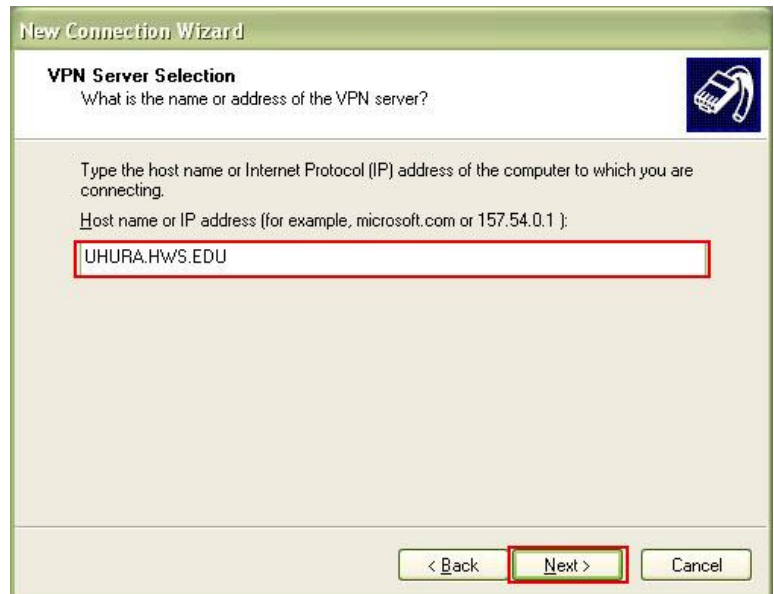 New Connection Wizard
VPN Server Selection
What is the name or address of the VPN server?
Type the host name or Internet Protocol (IP) address of the computer to which you are
connecting.
Host name or IP address (for example, microsoft.com or 157.54.0.1 ):
UHURA.HWS.EDU
< Back Next > Cancel